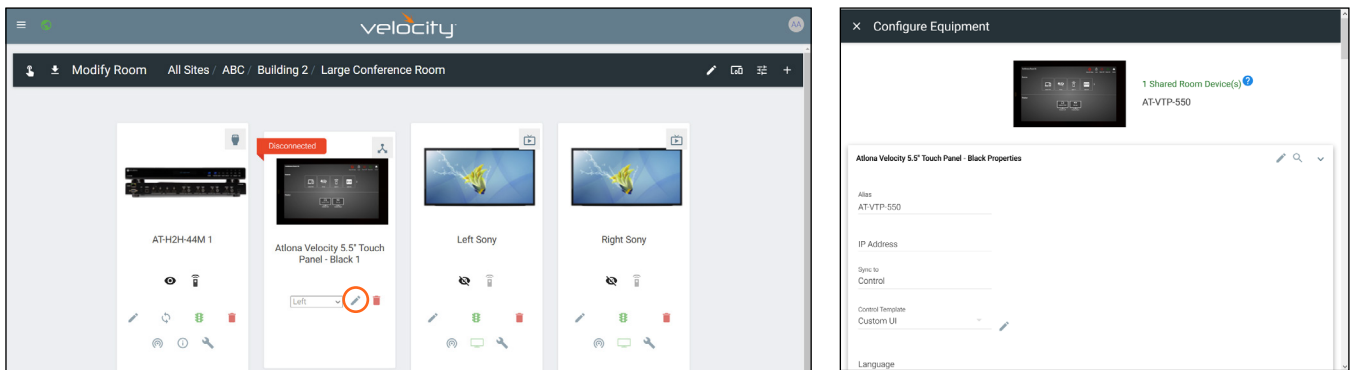 velocity
AA
Modify Room All Sites / ABC / Building 2 / Large Conference Room
Disconnected
AT-H2H-44M 1
Atlona Velocity 5.5" Touch
Panel - Black 1
Left Sony
Right Sony
Left
Configure Equipment
1 Shared Room Device(s) ?
AT-VTP-550
Atlona Velocity 5.5" Touch Panel - Black Properties
Alias
AT-VTP-550
IP Address
Sync to
Control
Control Template
Custom UI
Language